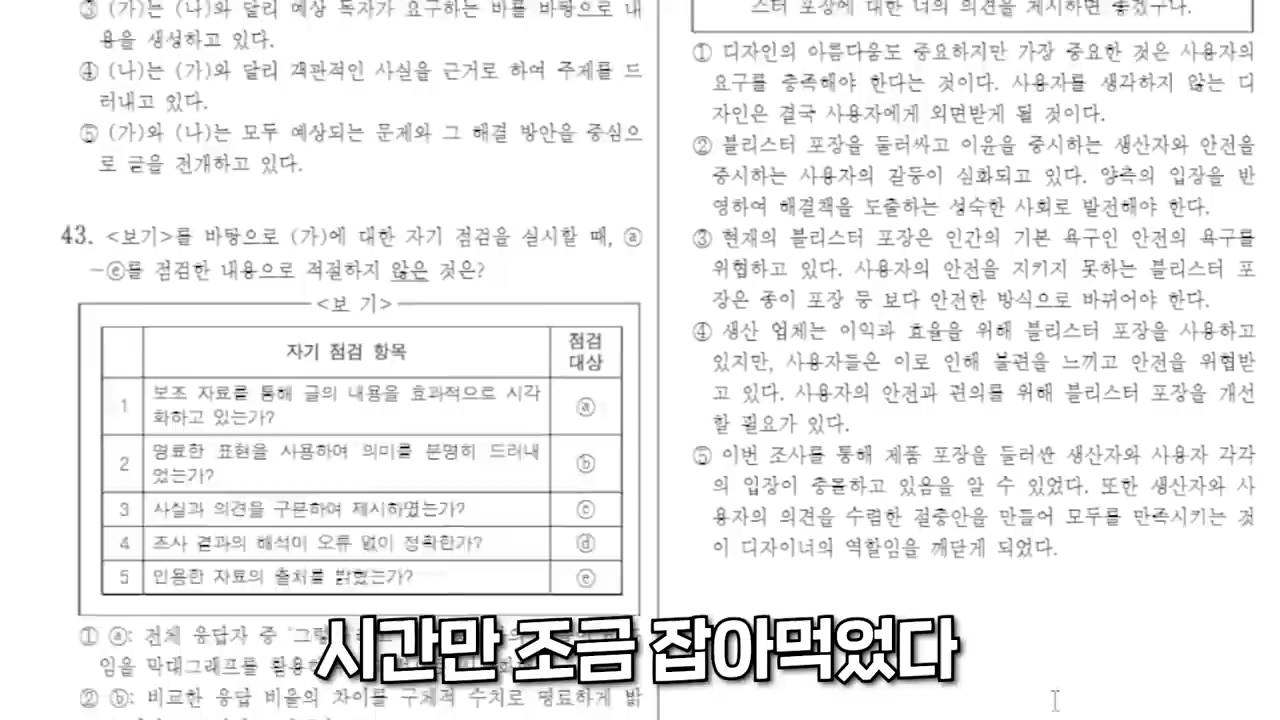 ③ (가)는 (나)와 달리 예상 독자가 요구하는 바를 바탕으로 내
용을 생성하고 있다.
④ (나)는 (가)와 달리 객관적인 사실을 근거로 하여 주제를 드
러내고 있다.
⑤ (가)와 (나)는 모두 예상되는 문제와 그 해결 방안을 중심으
로 글을 전개하고 있다.
43. <보기>를 바탕으로 (가)에 대한 자기 점검을 실시할 때, ⓐ
~ⓔ를 점검한 내용으로 적절하지 않은 것은?
<보 기>
자기 점검 항목 점검 대상
1 보조 자료를 통해 글의 내용을 효과적으로 시각
화하고 있는가? ⓐ
2 명료한 표현을 사용하여 의미를 분명히 드러내
었는가? ⓑ
3 사실과 의견을 구분하여 제시하였는가? ⓒ
4 조사 결과의 해석이 오류 없이 정확한가? ⓓ
5 인용한 자료의 출처를 밝혔는가? ⓔ
① ⓐ: 전체 응답자 중 '그렇
임을 막대그래프를 활용하
② ⓑ: 비교한 응답 비율의 차이를 구체적 수치로 명료하게 밝
스터 포장에 대한 너의 의견을 제시하면 좋겠구나.
① 디자인의 아름다움도 중요하지만 가장 중요한 것은 사용자의
요구를 충족해야 한다는 것이다. 사용자를 생각하지 않는 디
자인은 결국 사용자에게 외면받게 될 것이다.
② 블리스터 포장을 둘러싸고 이윤을 중시하는 생산자와 안전을
중시하는 사용자의 갈등이 심화되고 있다. 양측의 입장을 반
영하여 해결책을 도출하는 성숙한 사회로 발전해야 한다.
③ 현재의 블리스터 포장은 인간의 기본 욕구인 안전의 욕구를
위협하고 있다. 사용자의 안전을 지키지 못하는 블리스터 포
장은 종이 포장 등 보다 안전한 방식으로 바뀌어야 한다.
④ 생산 업체는 이익과 효율을 위해 블리스터 포장을 사용하고
있지만, 사용자들은 이로 인해 불편을 느끼고 안전을 위협받
고 있다. 사용자의 안전과 편의를 위해 블리스터 포장을 개선
할 필요가 있다.
⑤ 이번 조사를 통해 제품 포장을 둘러싼 생산자와 사용자 각각
의 입장이 충돌하고 있음을 알 수 있었다. 또한 생산자와 사
용자의 의견을 수렴한 절충안을 만들어 모두를 만족시키는 것
이 디자이너의 역할임을 깨닫게 되었다.
시간만 조금 잡아먹었다